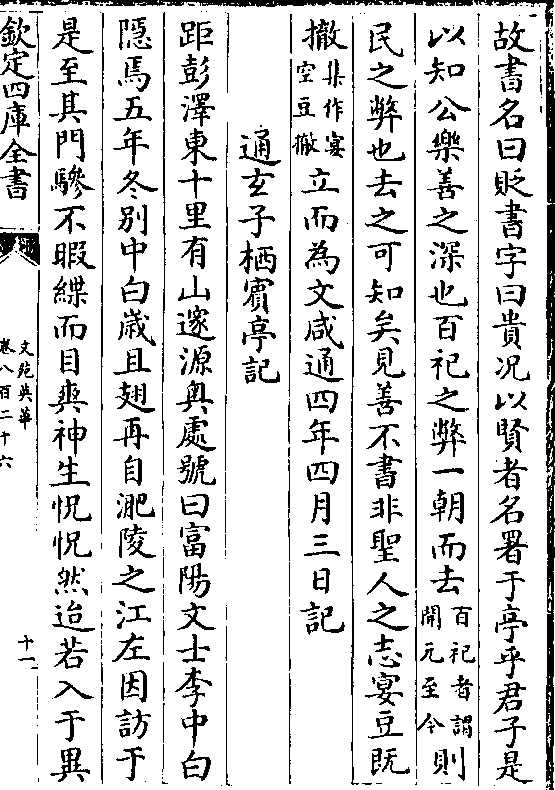 故書名曰貶書字曰貴况以賢者名署于亭乎君子是
以知公樂善之深也百祀之弊一朝而去百祀者謂開元至今則
民之弊也去之可知矣見善不書非聖人之志宴豆既
撤集作宴空豆撤立而為文咸通四年四月三日記
通玄子栖賓亭記
距彭澤東十里有山邃源奥處號曰富陽文士李中白
隱焉五年冬別中白歲且翅再自淝陵之江左因訪于
是至其門驂不暇緤而目爽神生怳怳然迨若入于異
欽定四庫全書
文苑英華
卷八百二十六
十一